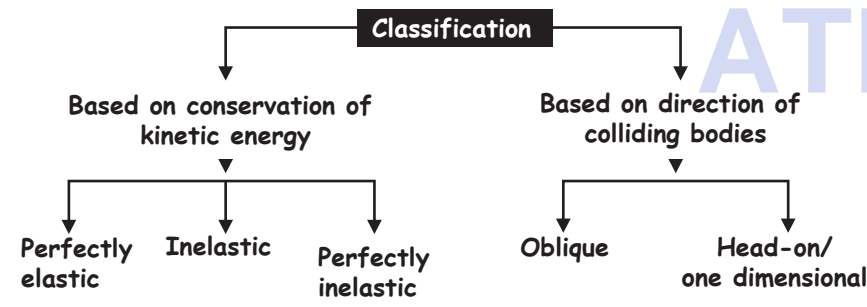 Classification
Based on conservation of
kinetic energy
Based on direction of
colliding bodies
Perfectly
elastic
Inelastic
Perfectly
inelastic
Oblique
Head-on/
one dimensional